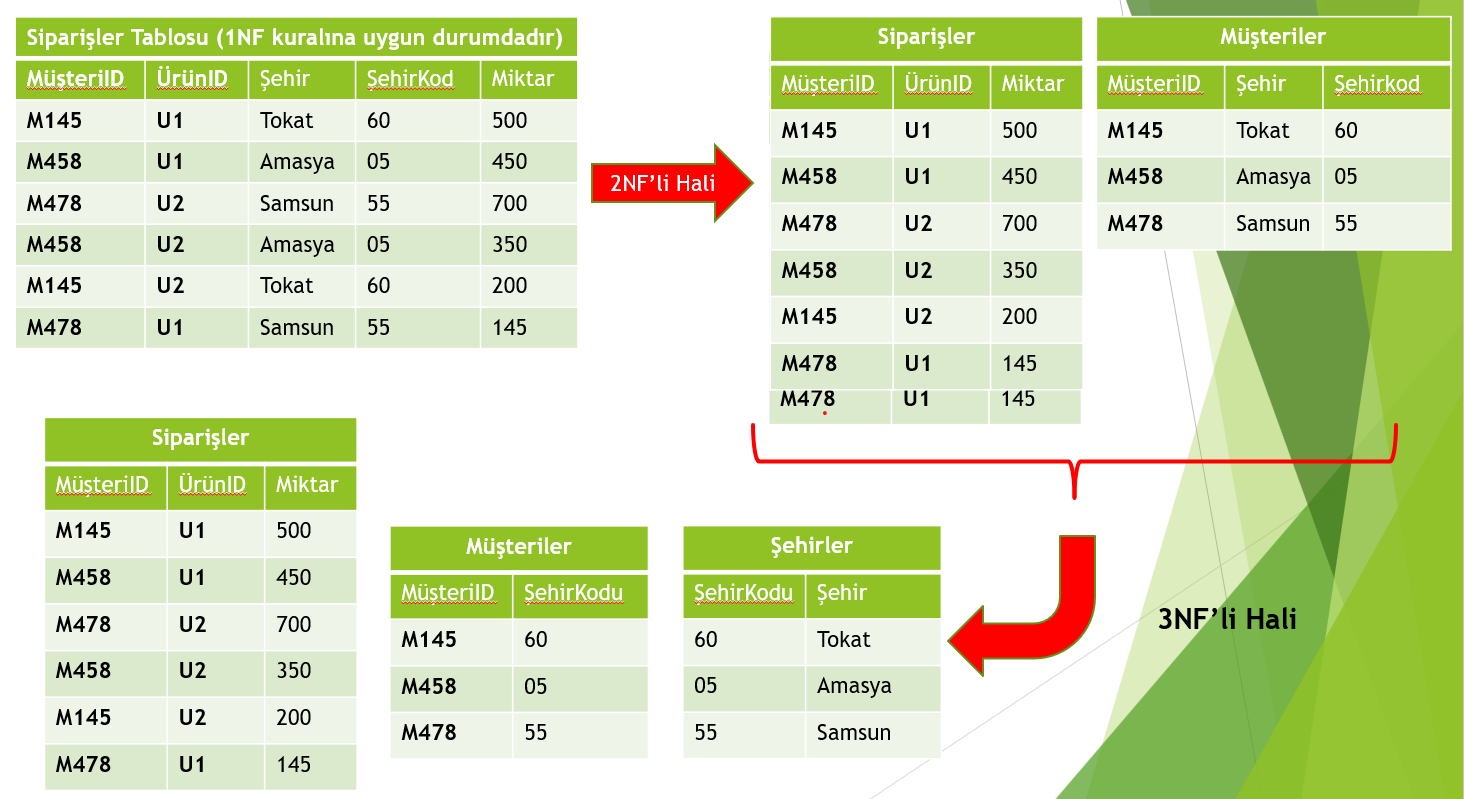 Siparişler Tablosu (1NF kuralına uygun durumdadır)
MüşteriID ÜrünID Şehir ŞehirKod Miktar
M145 U1 Tokat 60 500
M458 U1 Amasya 05 450
M478 U2 Samsun 55 700
M458 U2 Amasya 05 350
M145 U2 Tokat 60 200
M478 U1 Samsun 55 145
2NF’li Hali
Siparişler
MüşteriID ÜrünID Miktar
M145 U1 500
M458 U1 450
M478 U2 700
M458 U2 350
M145 U2 200
M478 U1 145
M478 U1 145
Müşteriler
MüşteriID Şehir Şehirkod
M145 Tokat 60
M458 Amasya 05
M478 Samsun 55
Siparişler
MüşteriID ÜrünID Miktar
M145 U1 500
M458 U1 450
M478 U2 700
M458 U2 350
M145 U2 200
M478 U1 145
Müşteriler
MüşteriID ŞehirKodu
M145 60
M458 05
M478 55
Şehirler
ŞehirKodu Şehir
60 Tokat
05 Amasya
55 Samsun
3NF’li Hali